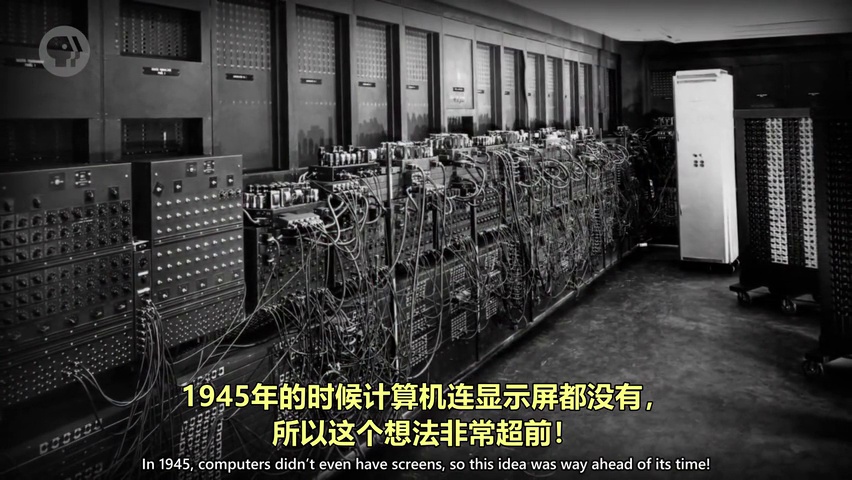 1945年的时候计算机连显示屏都没有，
所以这个想法非常超前！
In 1945, computers didn't even have screens, so this idea was way ahead of its time!